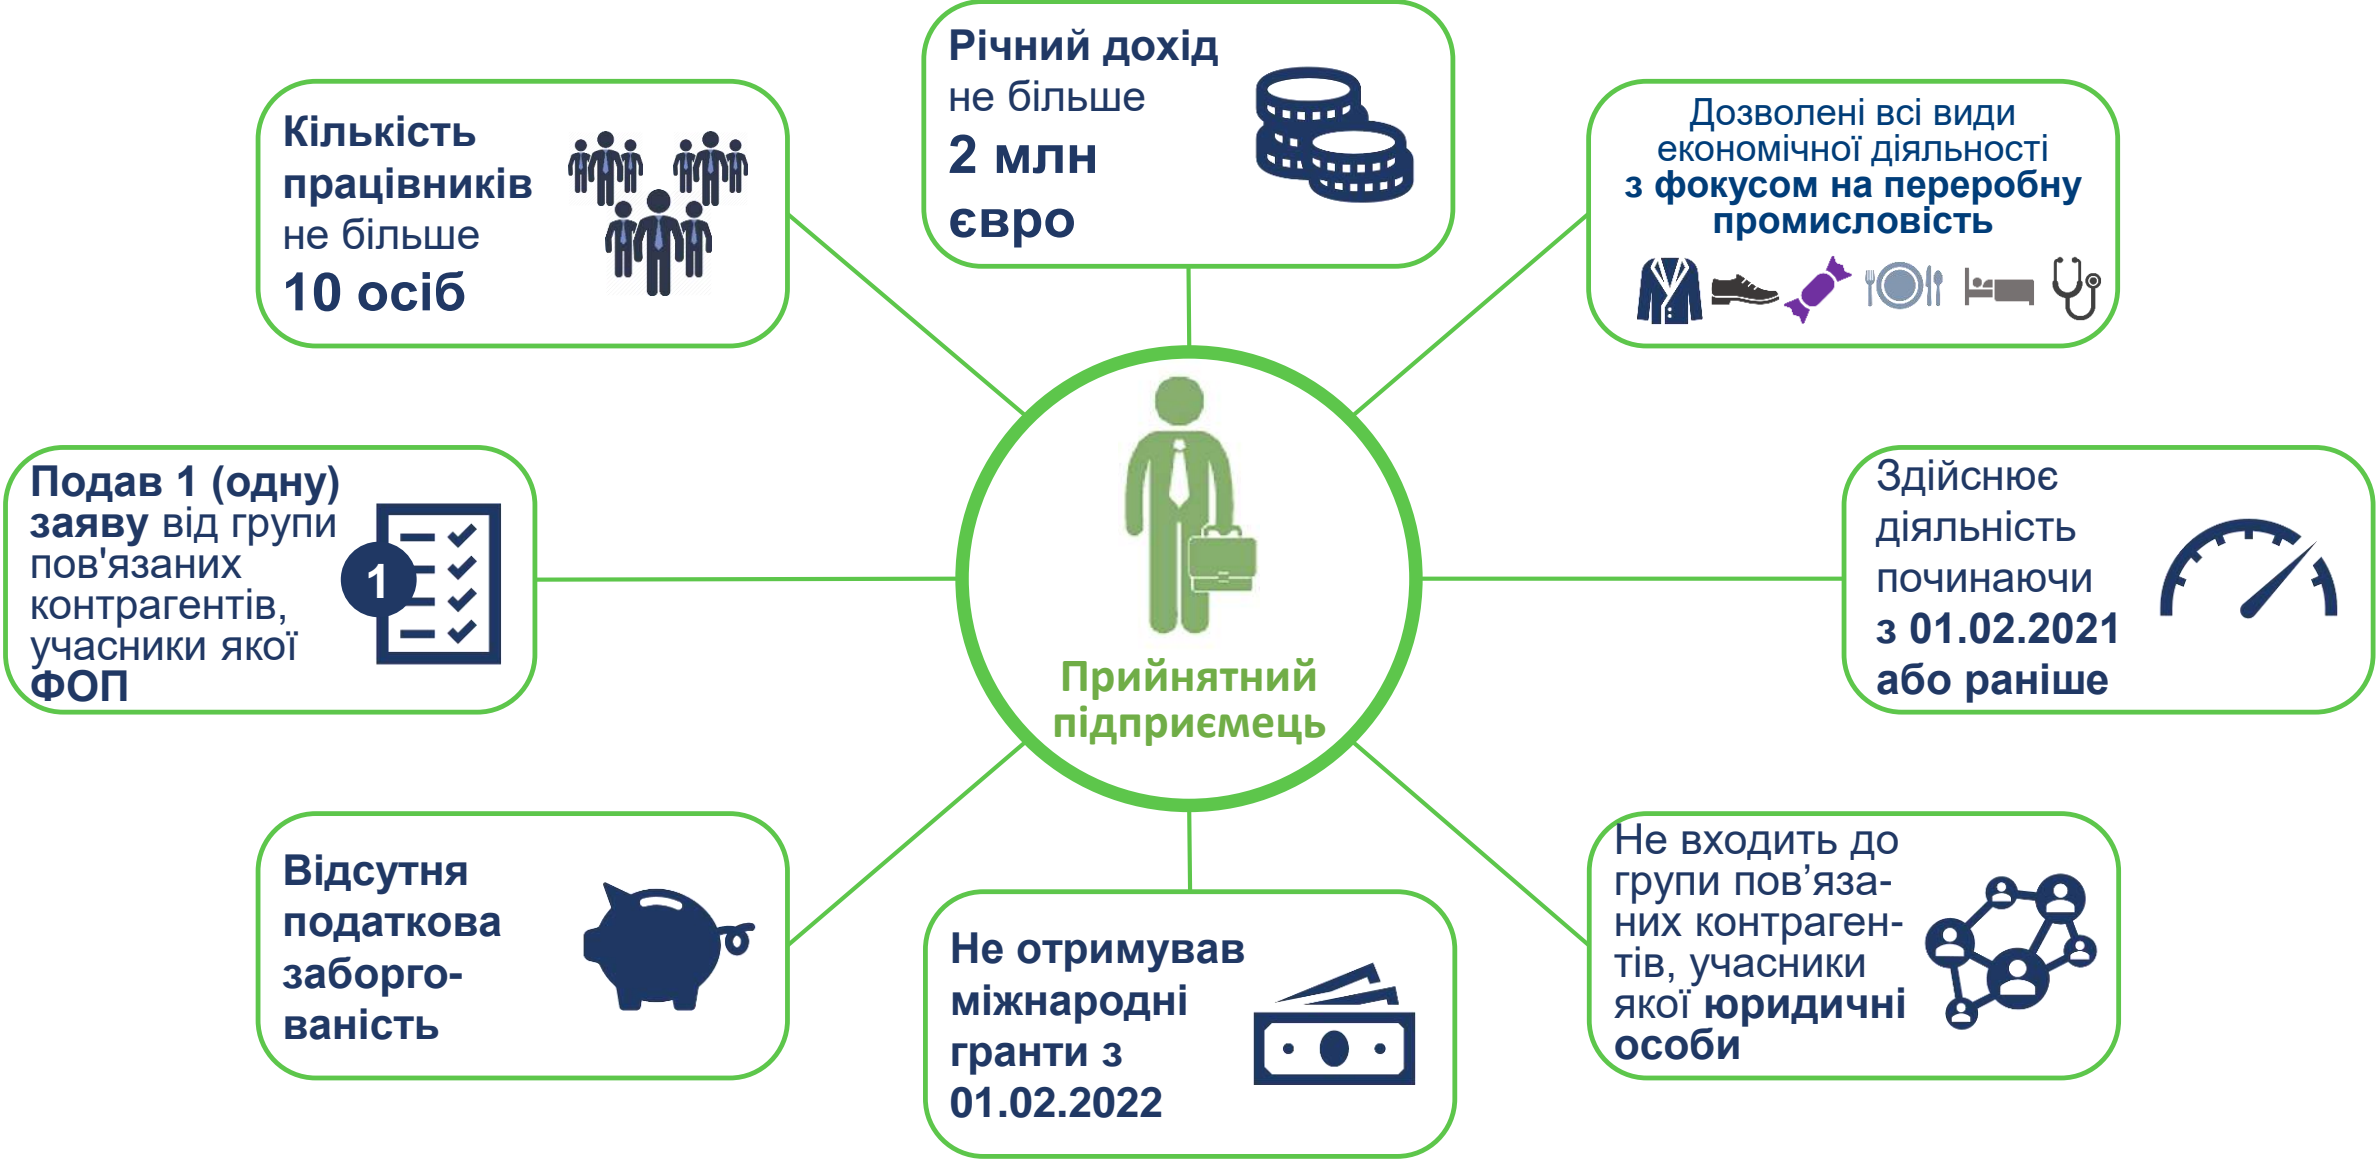 Річний дохід
не більше
2 млн
євро
Кількість
працівників
не більше
10 осіб
Дозволені всі види
економічної діяльності
з фокусом на переробну
промисловість
Подав 1 (одну)
заяву від групи
пов'язаних
контрагентів,
учасники якої
ФОП
1
Прийнятний
підприємець
Здійснює
діяльність
починаючи
з 01.02.2021
або раніше
Відсутня
податкова
заборго-
ваність
Не отримував
міжнародні
гранти з
01.02.2022
Не входить до
групи пов’яза-
них контраген-
тів, учасники
якої юридичні
особи